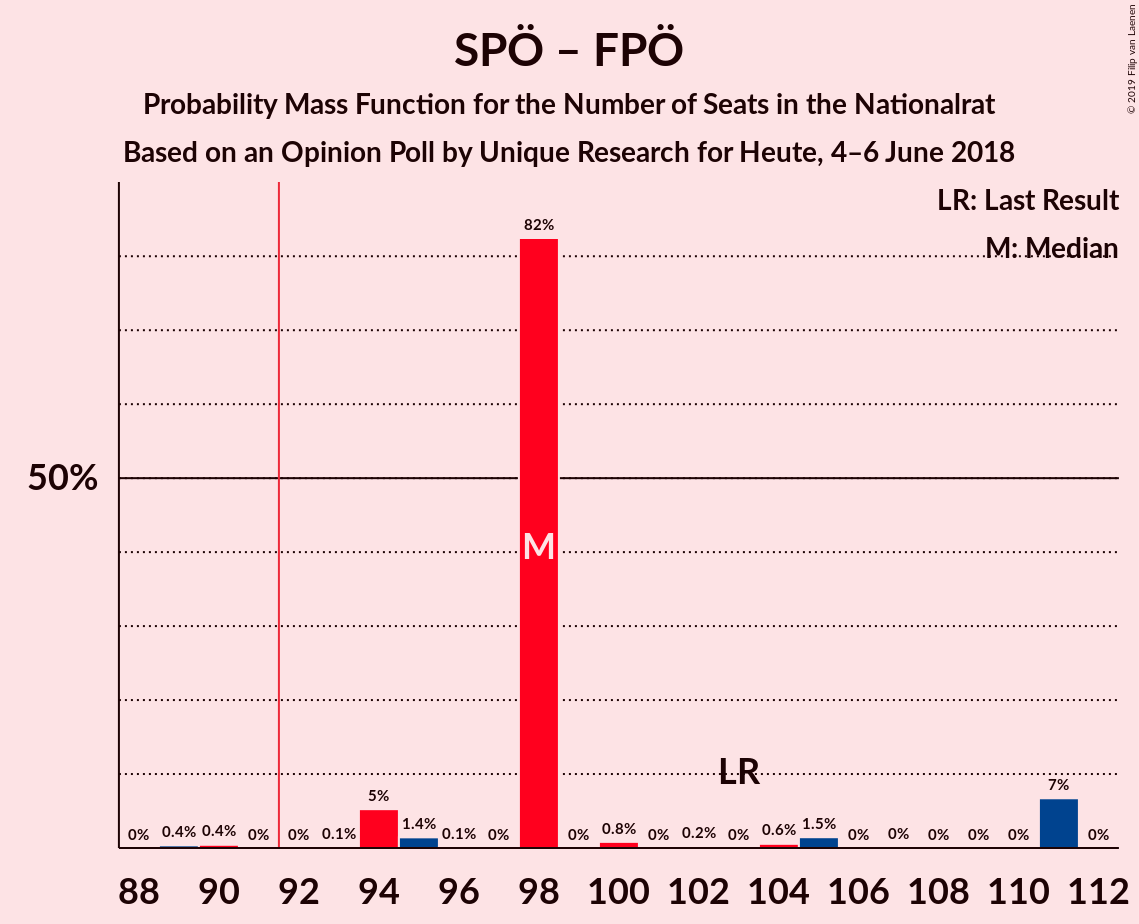 SPÖ – FPÖ
Probability Mass Function for the Number of Seats in the Nationalrat
Based on an Opinion Poll by Unique Research for Heute, 4–6 June 2018
© 2019 Filip van Laenen
LR: Last Result
M: Median
50%
0% 0.4% 0.4% 0% 0% 0.1% 5% 1.4% 0.1% 0% 82% 0% 0.8% 0% 0.2% 0% 0.6% 1.5% 0% 0% 0% 0% 0% 7% 0%
M
LR
88 90 92 94 96 98 100 102 104 106 108 110 112